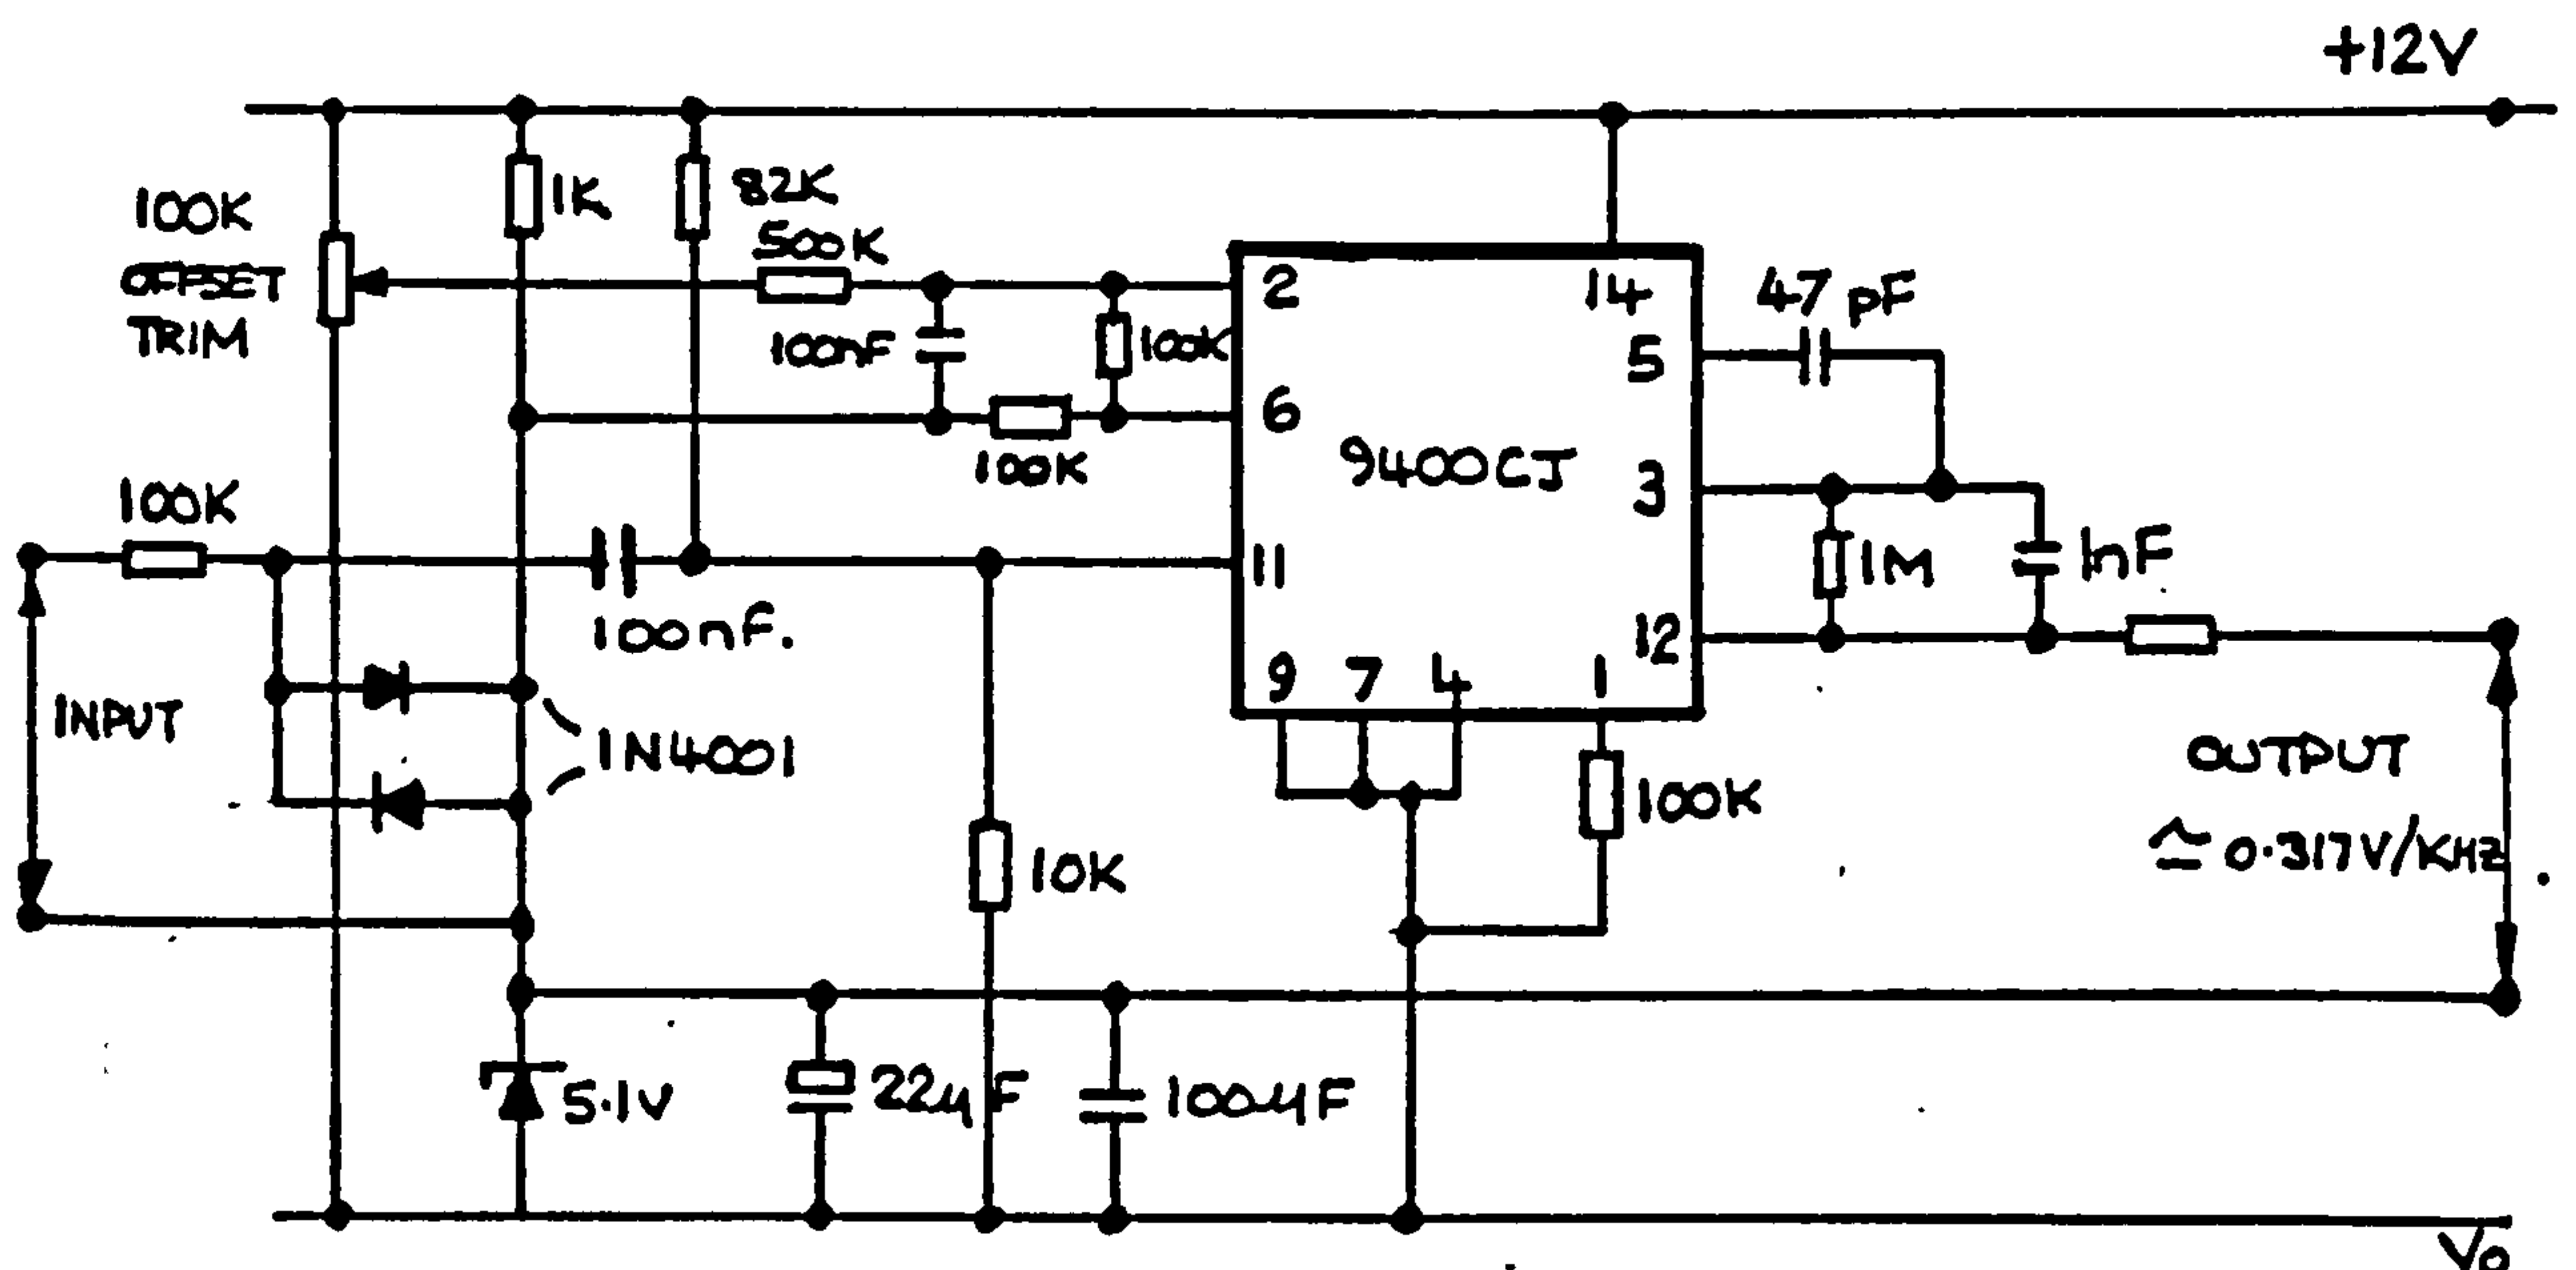 +12V
100K
OFFSET
TRIM
1K
82K
500K
100nF
100K
100K
100K
100nF.
INPUT
1N4001
2
6
11
9
7
4
1
14
5
3
12
9400CJ
47 pF
1M
1nF
10K
100K
OUTPUT
≃ 0.317V/KHZ
5.1V
22µF
100µF
Vo